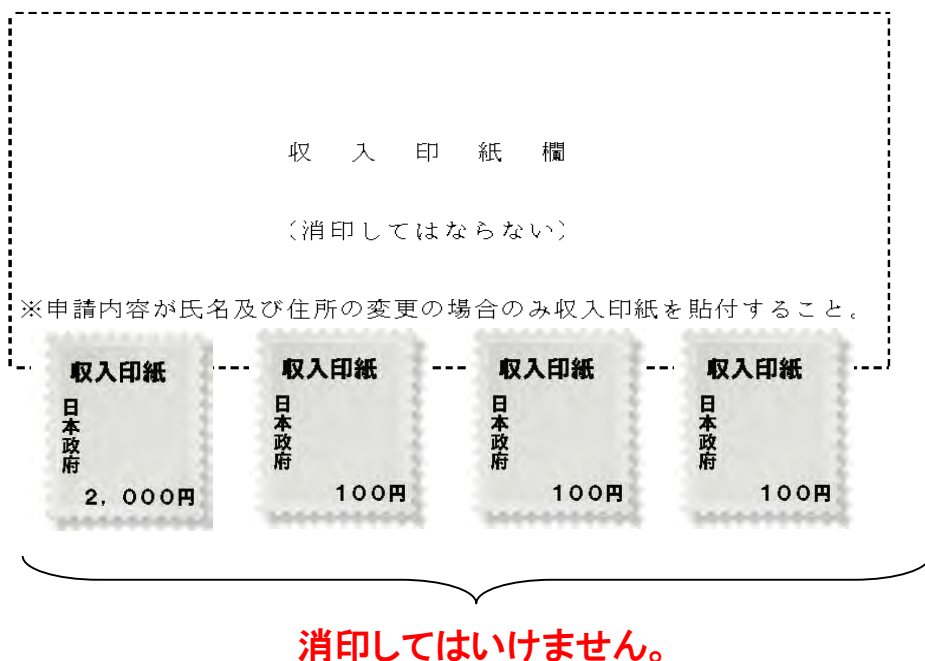 収入印紙欄
(消印してはならない)
※申請内容が氏名及び住所の変更の場合のみ収入印紙を貼付すること。
収入印紙
日本政府
2,000円
収入印紙
日本政府
100円
収入印紙
日本政府
100円
収入印紙
日本政府
100円
消印してはいけません。